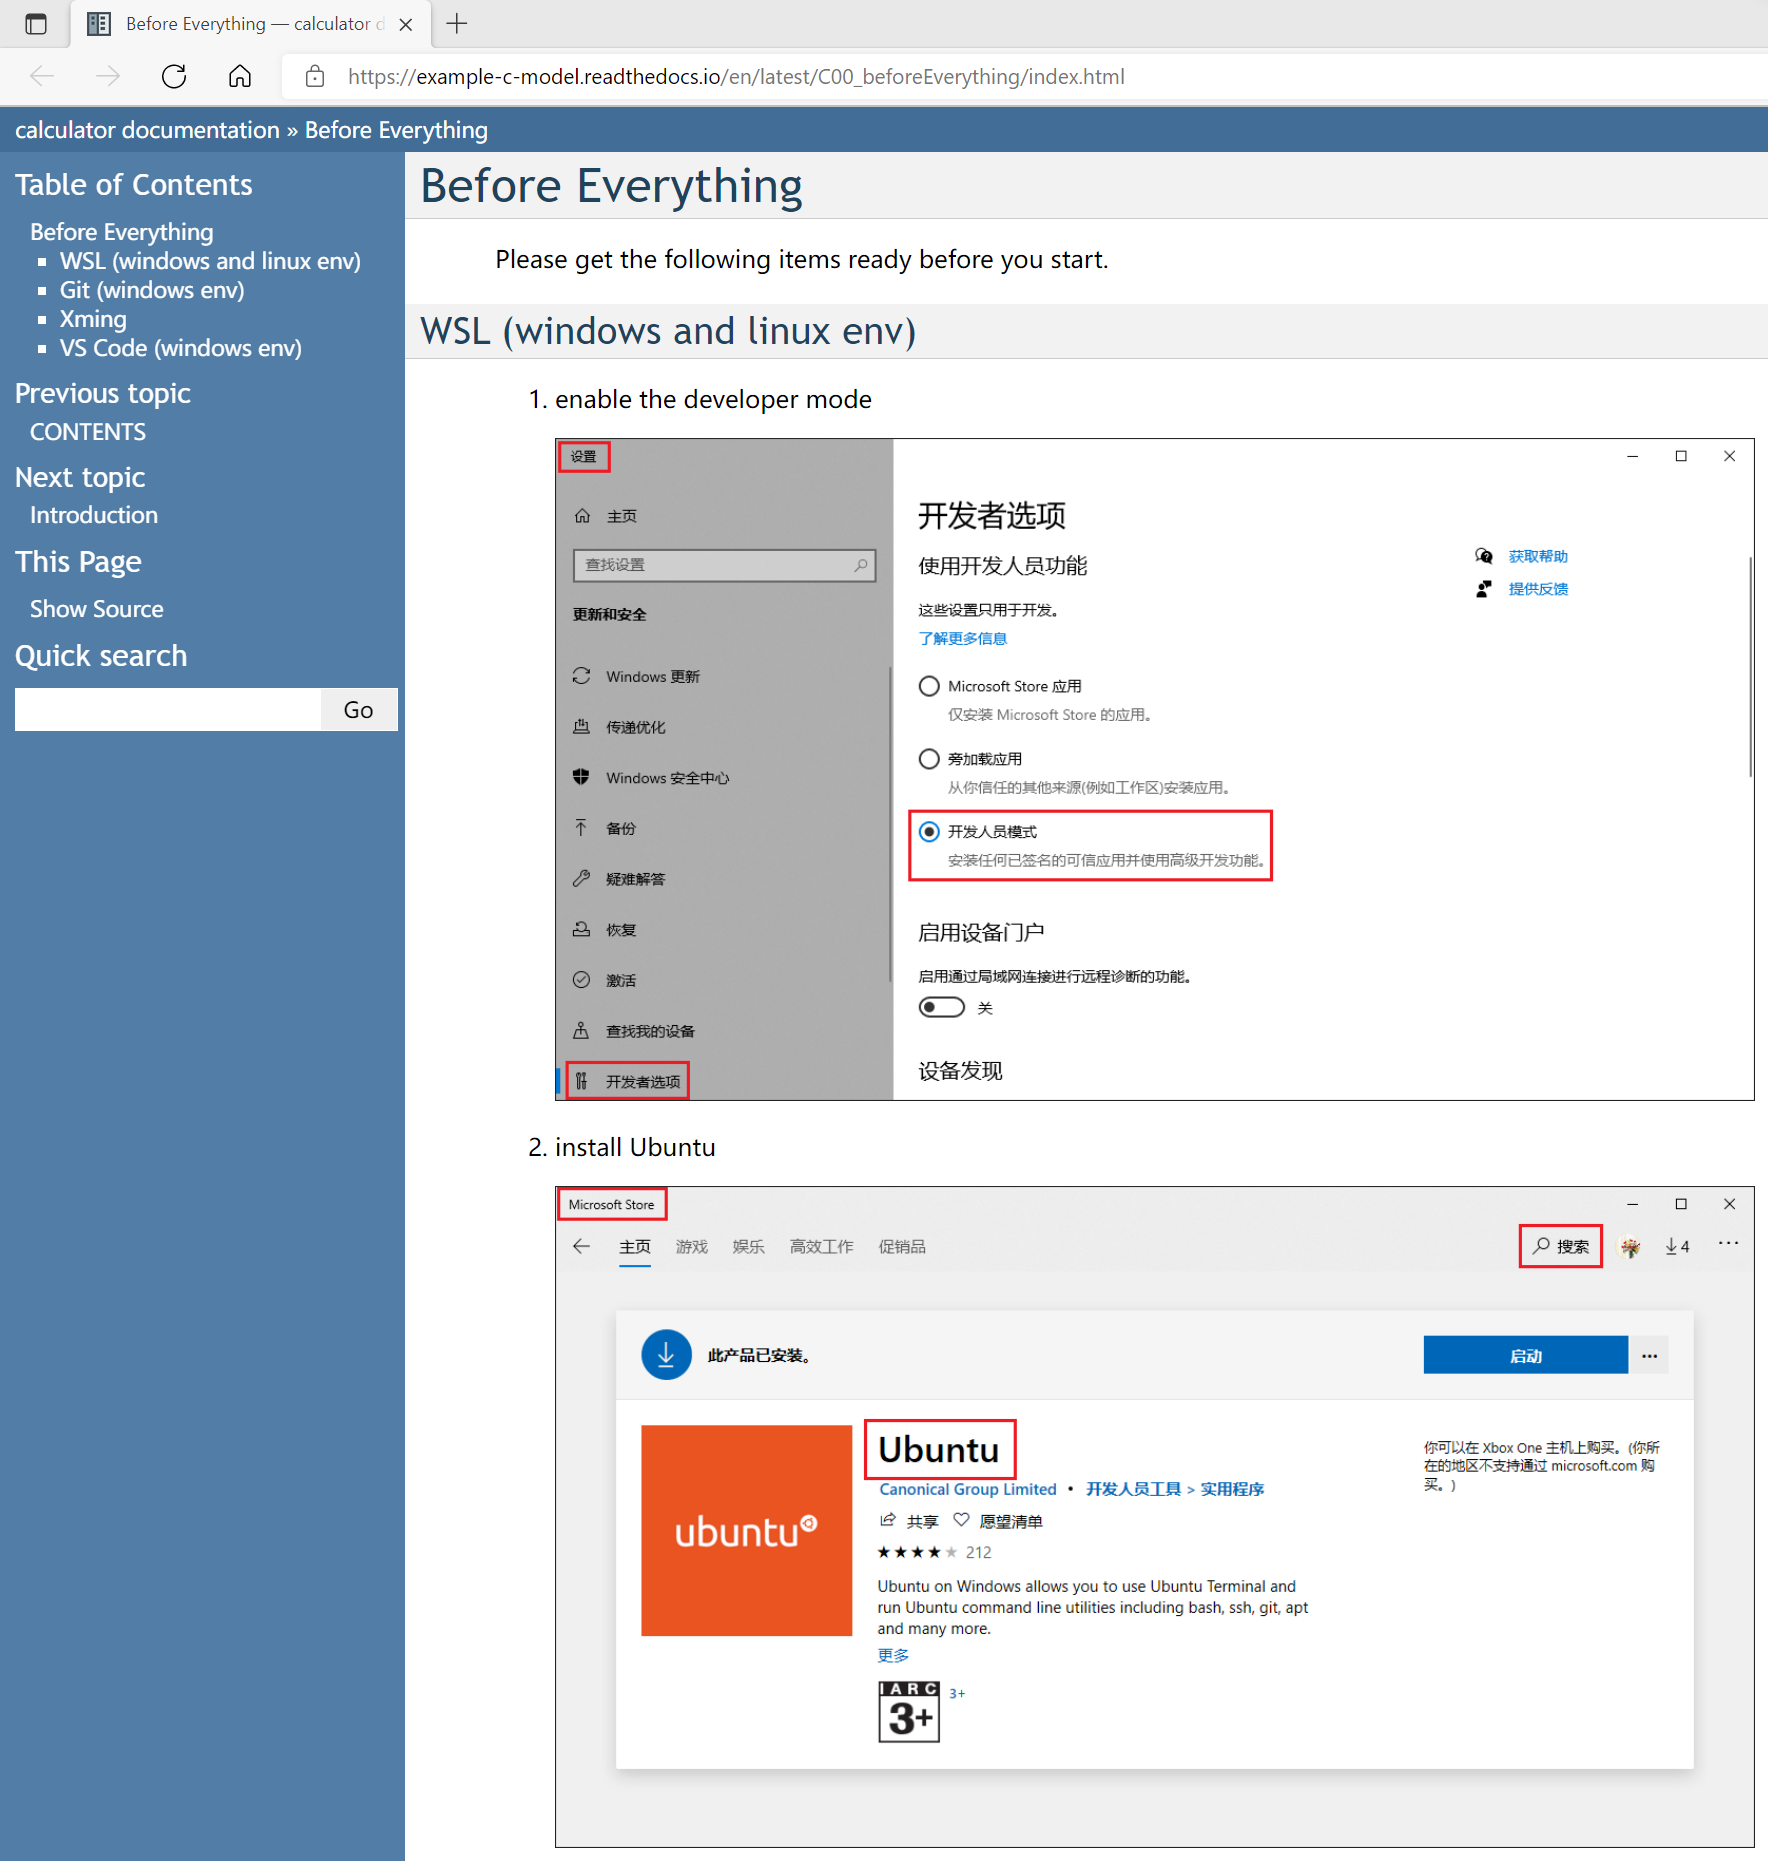 Before Everything — calculator d
https://example-c-model.readthedocs.io/en/latest/C00_beforeEverything/index.html
calculator documentation » Before Everything
Table of Contents
Before Everything
WSL (windows and linux env)
Git (windows env)
Xming
VS Code (windows env)
Previous topic
CONTENTS
Next topic
Introduction
This Page
Show Source
Quick search
Go
Before Everything
Please get the following items ready before you start.
WSL (windows and linux env)
1. enable the developer mode
设置
主页
查找设置
更新和安全
Windows 更新
传递优化
Windows 安全中心
备份
疑难解答
恢复
激活
查找我的设备
开发者选项
开发者选项
使用开发人员功能
这些设置只用于开发。
了解更多信息
Microsoft Store 应用
仅安装 Microsoft Store 的应用。
旁加载应用
从你信任的其他来源(例如工作区)安装应用。
开发人员模式
安装任何已签名的可信应用并使用高级开发功能。
启用设备门户
启用通过局域网连接进行远程诊断的功能。
关
设备发现
获取帮助
提供反馈
2. install Ubuntu
Microsoft Store
主页 游戏 娱乐 高效工作 促销品
搜索
4
此产品已安装。
启动
ubuntu
Ubuntu
Canonical Group Limited • 开发人员工具 > 实用程序
共享 愿望清单
212
Ubuntu on Windows allows you to use Ubuntu Terminal and
run Ubuntu command line utilities including bash, ssh, git, apt
and many more.
更多
IARC
3+
3+
你可以在 Xbox One 主机上购买。(你所
在的地区不支持通过 microsoft.com 购
买。)